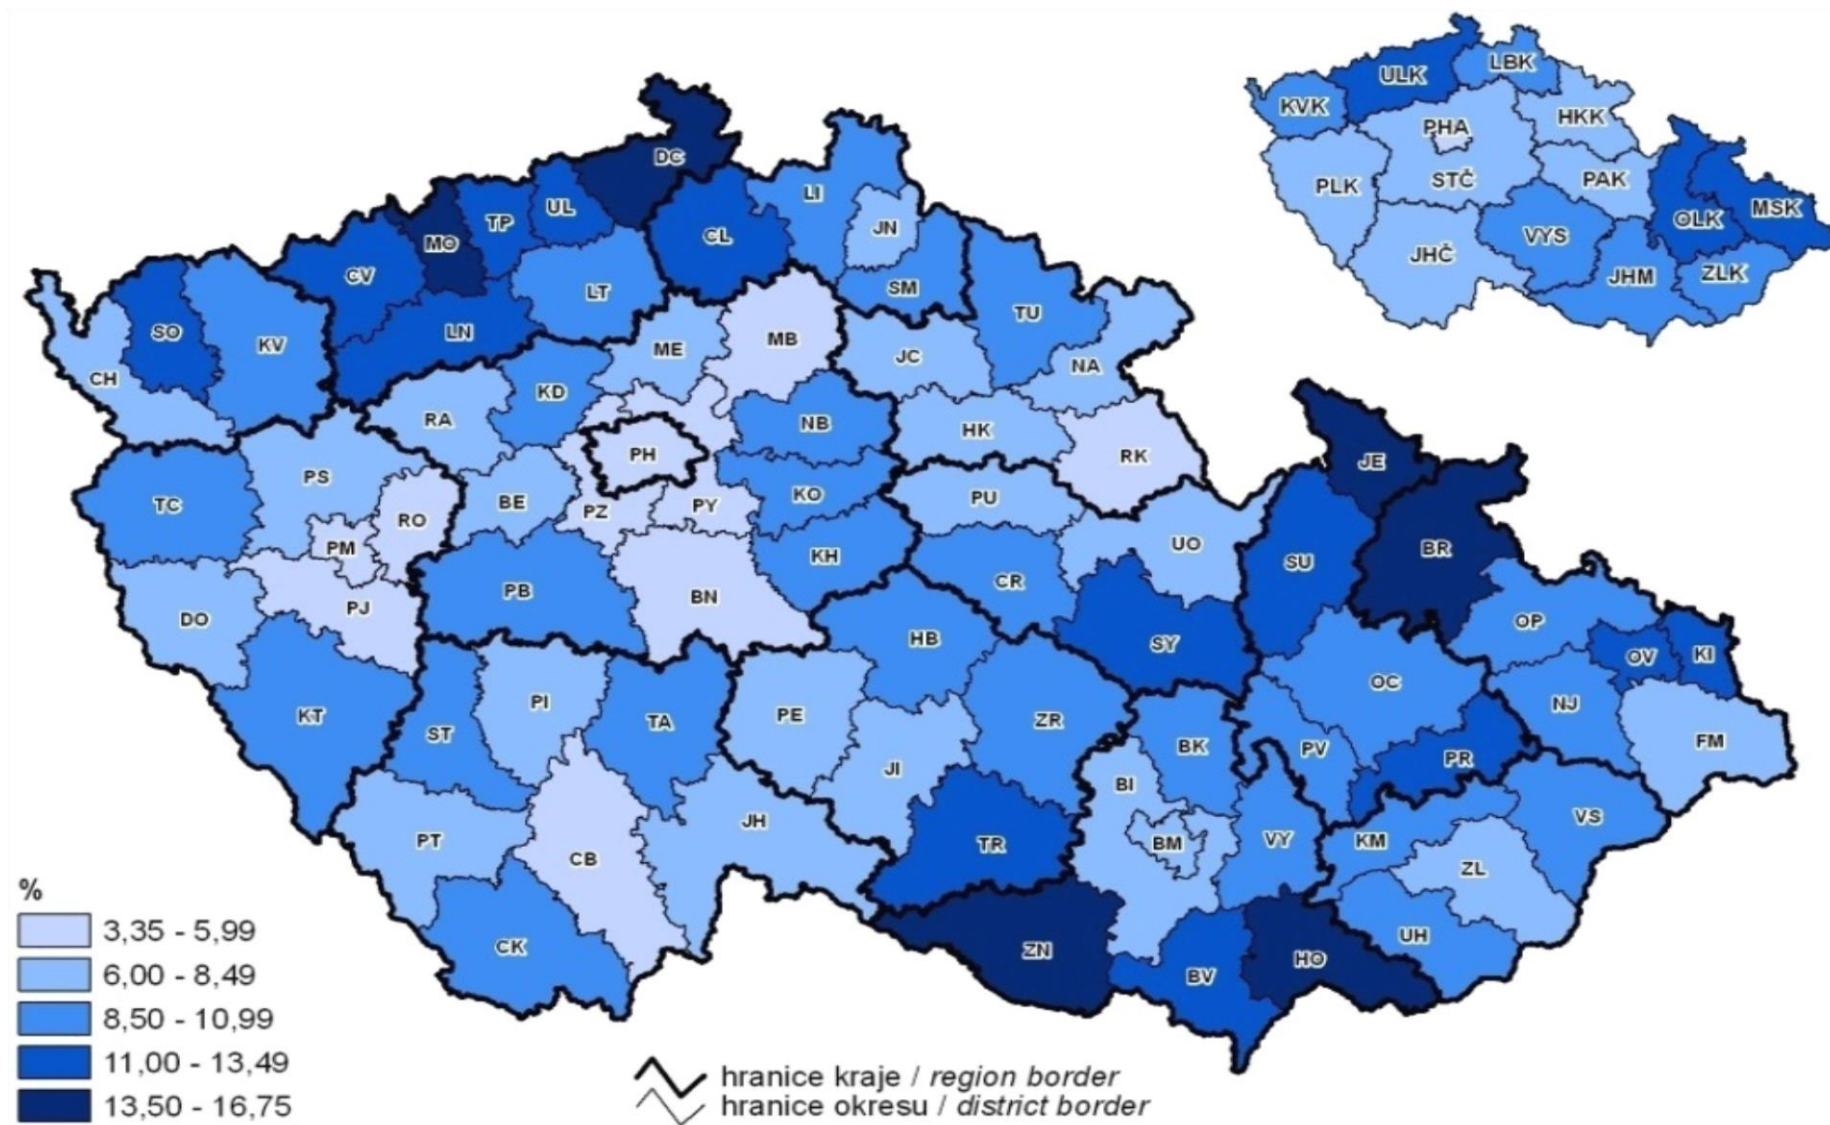 ULK
LBK
KVK
HKK
PHA
PLK
STČ
PAK
MSK
OLK
VYS
JHČ
JHM
ZLK
DC
LI
UL
TP
JN
CL
MO
CV
LT
SM
TU
SO
LN
KV
MB
ME
JC
NA
CH
KD
RA
NB
HK
PH
RK
JE
PS
KO
PU
BE
TC
PY
PZ
RO
UO
PM
BR
KH
SU
CR
PB
BN
PJ
DO
OP
HB
SY
OV
KI
OC
PI
NJ
KT
PE
ZR
TA
ST
FM
BK
PV
PR
JI
BI
VS
JH
PT
KM
VY
BM
TR
CB
ZL
UH
CK
ZN
HO
BV
%
3,35 - 5,99
6,00 - 8,49
8,50 - 10,99
11,00 - 13,49
13,50 - 16,75
hranice kraje / region border
hranice okresu / district border